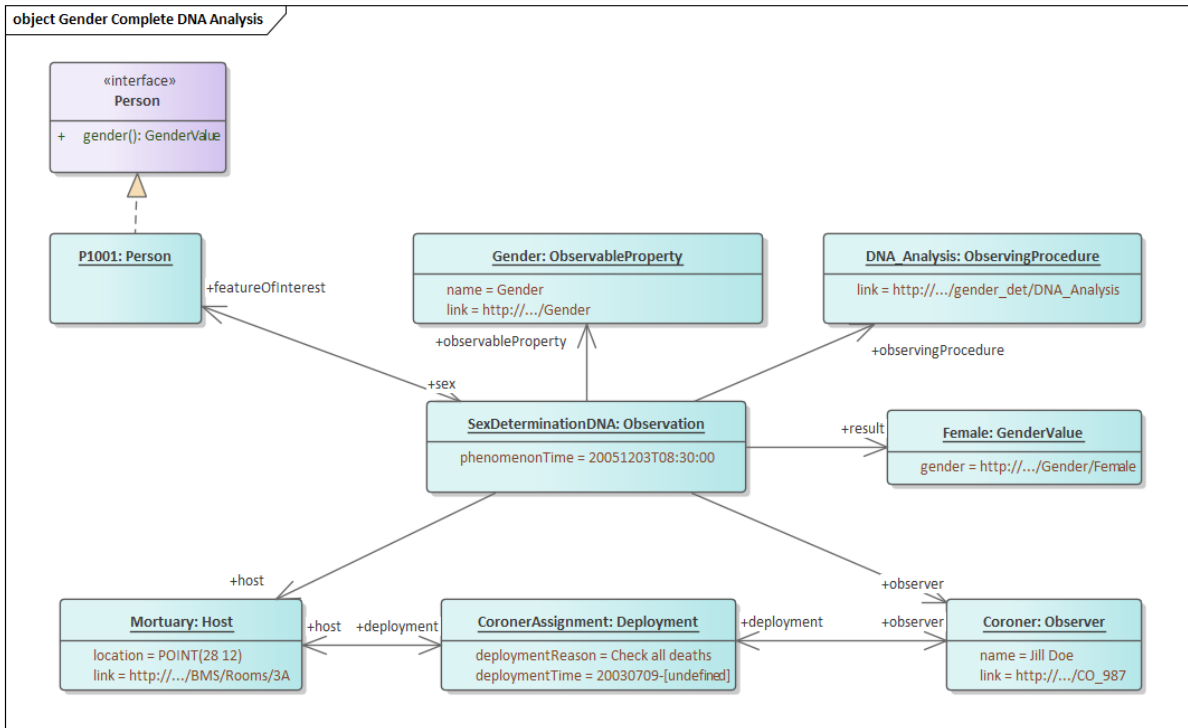 object Gender Complete DNA Analysis
«interface»
Person
+ gender(): GenderValue
P1001: Person
Gender: ObservableProperty
name = Gender
link = http://.../Gender
DNA_Analysis: ObservingProcedure
link = http://.../gender_det/DNA_Analysis
+featureOfInterest
+observableProperty
+observingProcedure
+sex
SexDeterminationDNA: Observation
phenomenonTime = 20051203T08:30:00
+result
Female: GenderValue
gender = http://.../Gender/Female
+host
+observer
Mortuary: Host
location = POINT(28 12)
link = http://.../BMS/Rooms/3A
+host
+deployment
CoronerAssignment: Deployment
deploymentReason = Check all deaths
deploymentTime = 20030709-[undefined]
+deployment
+observer
Coroner: Observer
name = Jill Doe
link = http://.../CO_987